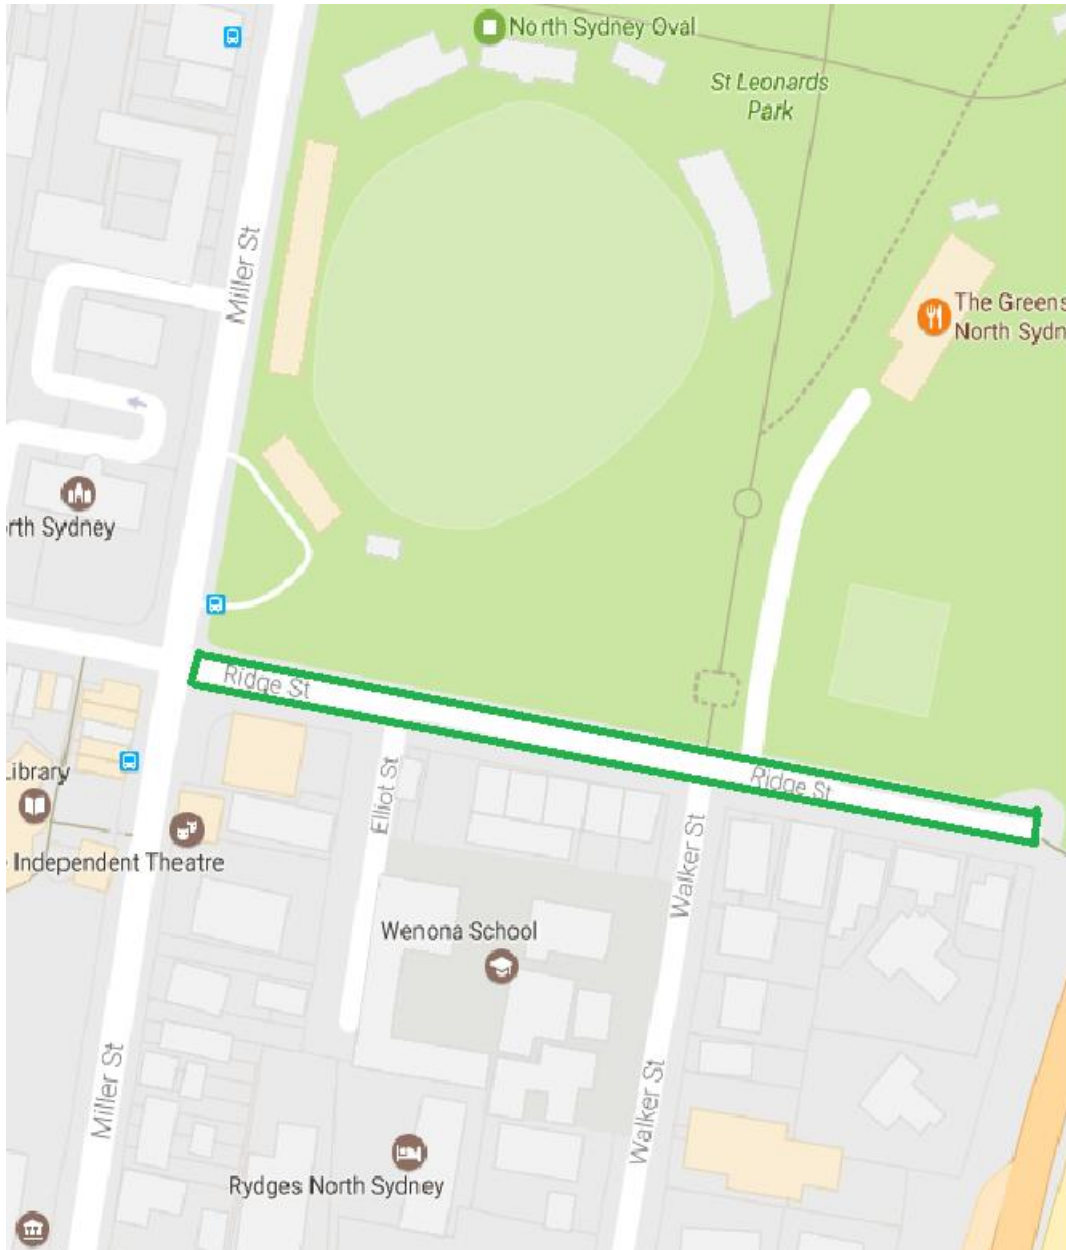 North Sydney Oval
St Leonards
Park
Miller St
The Greens
North Sydn
orth Sydney
Ridge St
Ridge St
Elliot St
Library
Independent Theatre
Walker St
Wenona School
Miller St
Walker St
Rydges North Sydney